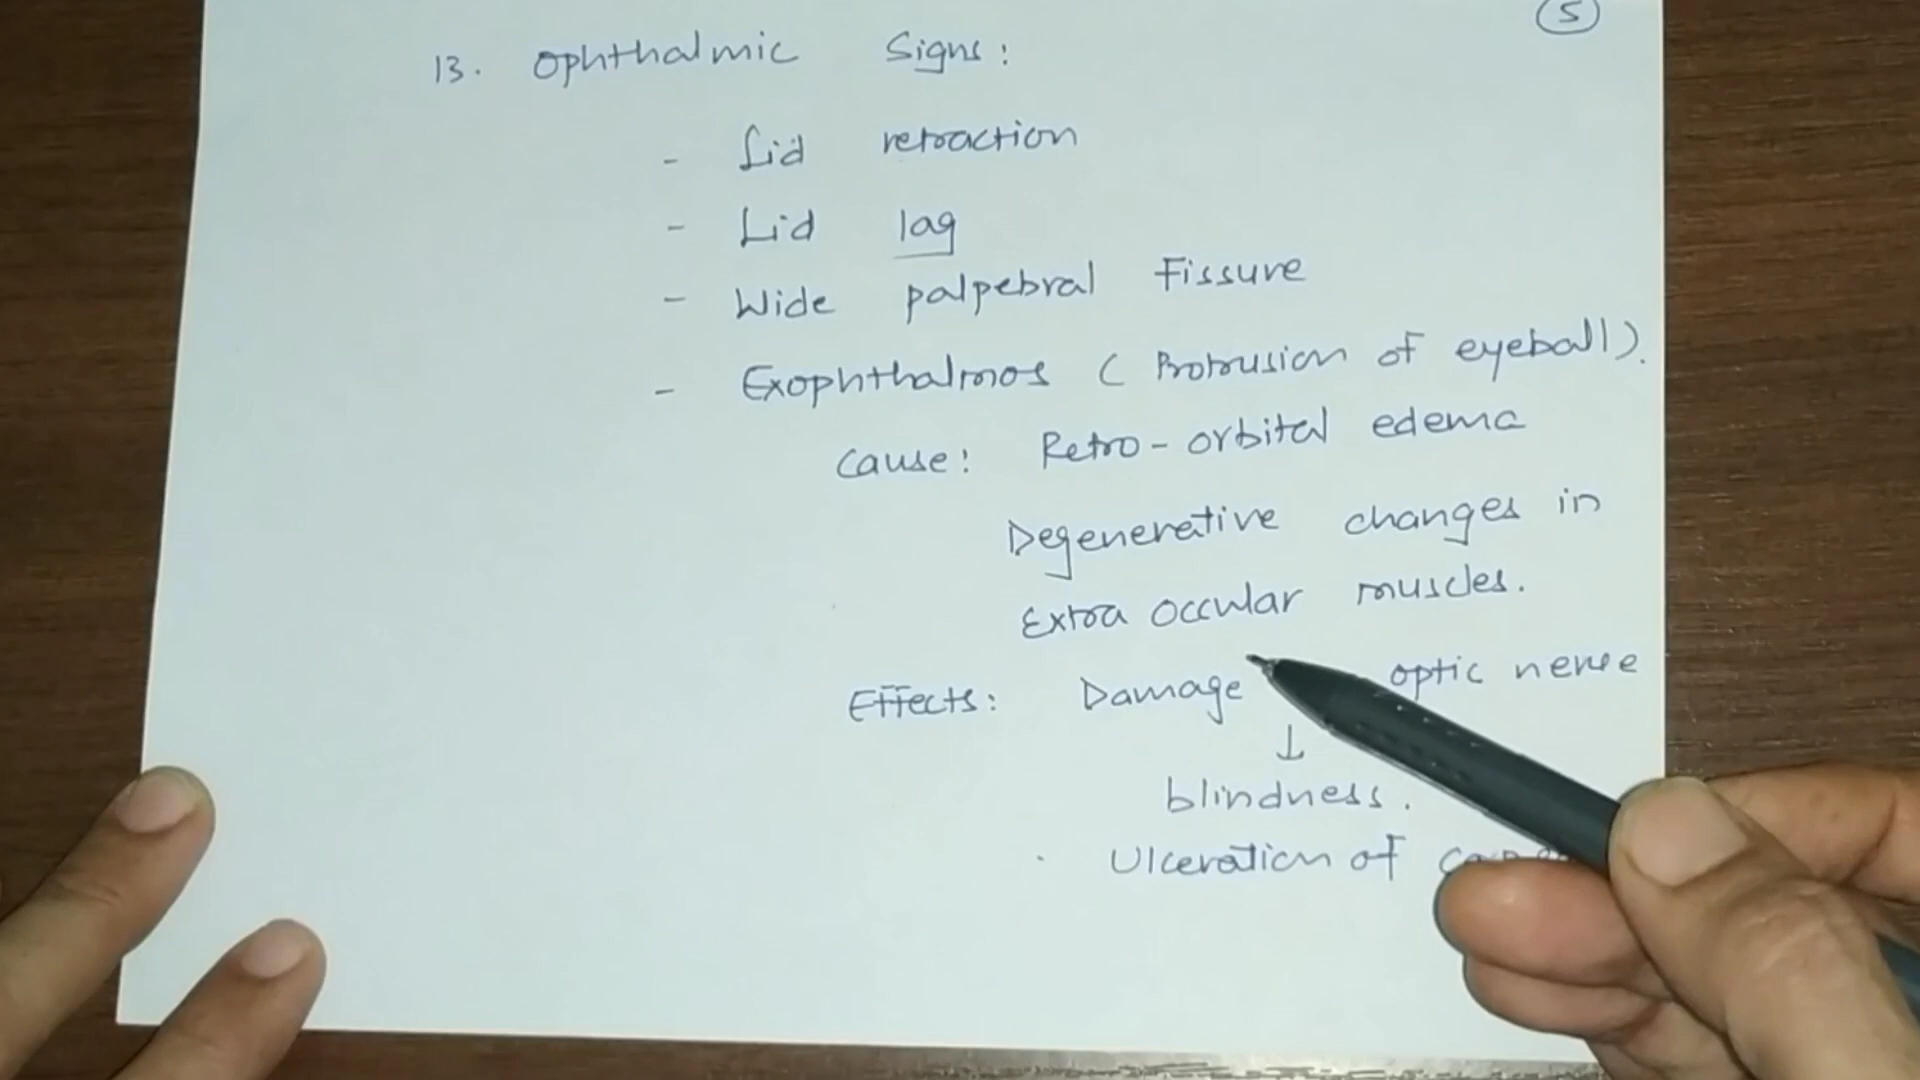 5
13. Ophthalmic Signs:
- Lid retraction
- Lid lag
- Wide palpebral Fissure
- Exophthalmos (Protrusion of eyeball).
Cause: Retro-orbital edema
Degenerative changes in
Extra occular muscles.
Effects: Damage optic nerve
↓
blindness.
Ulceration of